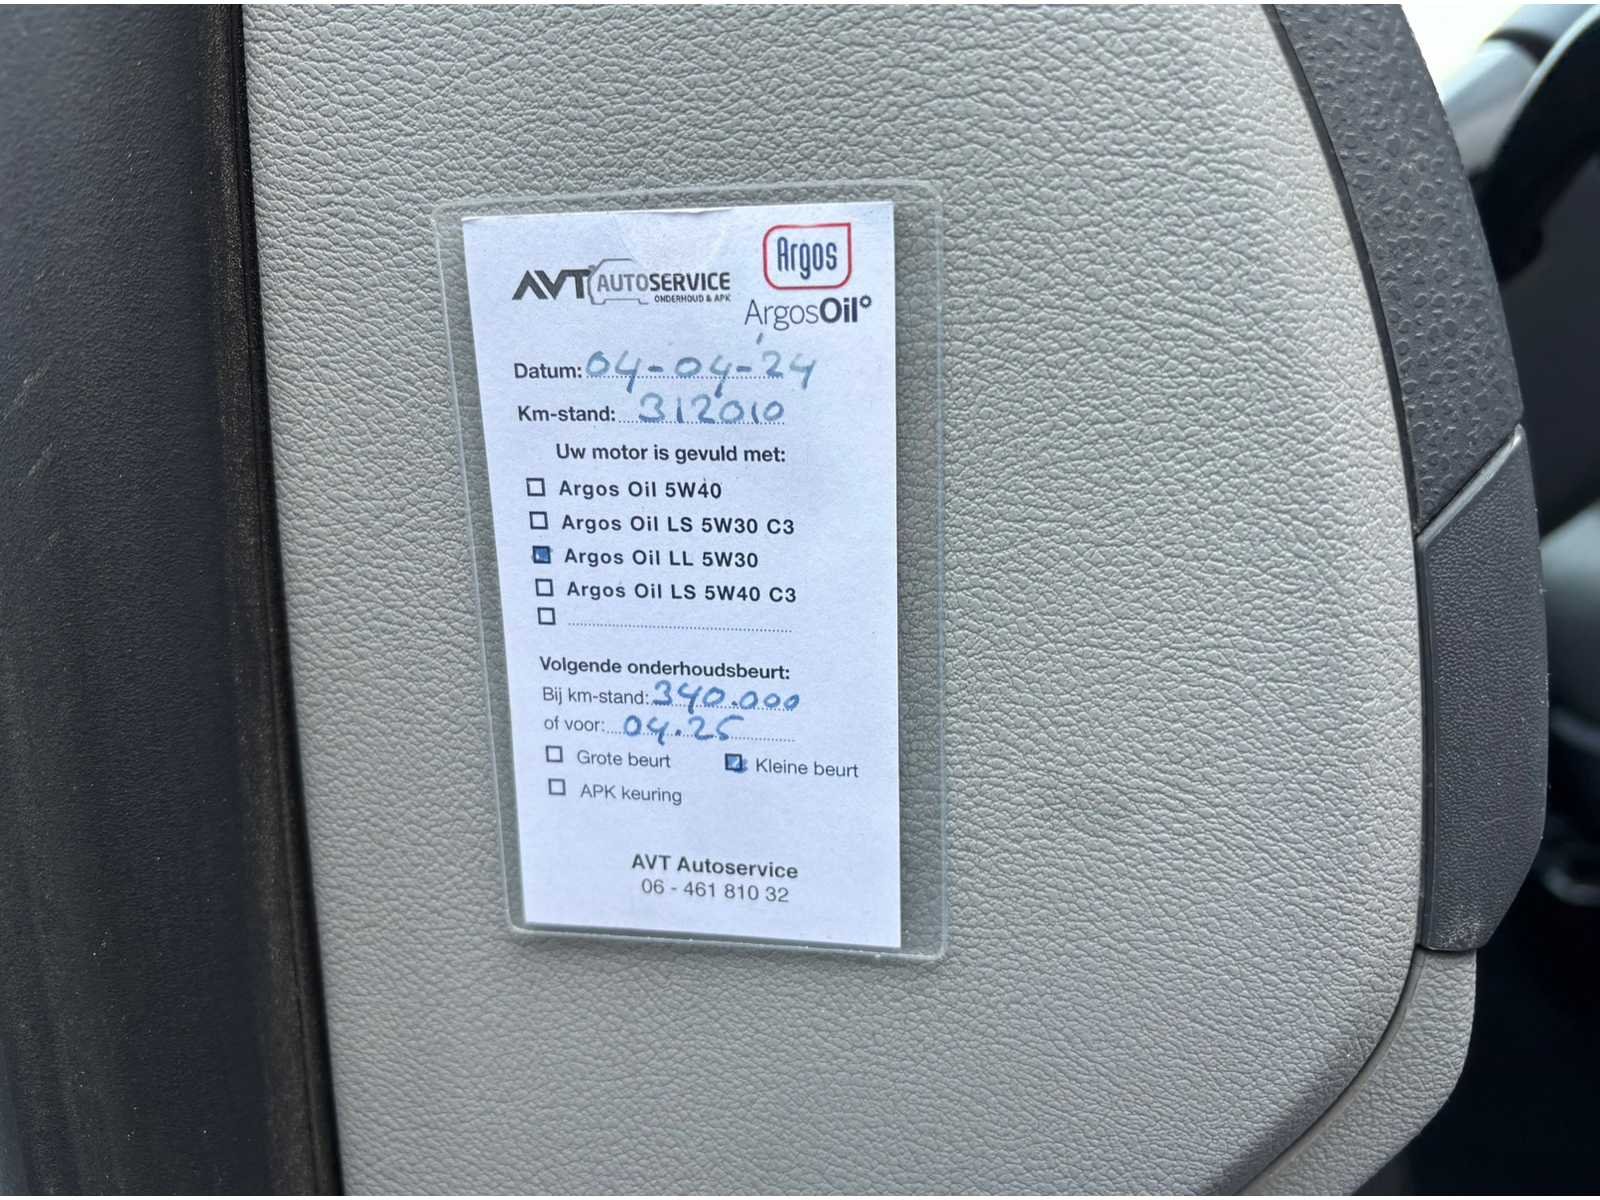 AVT AUTOSERVICE
ONDERHOUD & APK
Argos
ArgosOil
Datum: 04-04-24
Km-stand: 312010
Uw motor is gevuld met:
Argos Oil 5W40
Argos Oil LS 5W30 C3
Argos Oil LL 5W30
Argos Oil LS 5W40 C3
Volgende onderhoudsbeurt:
Bij km-stand: 340.000
of voor: 04.25
Grote beurt Kleine beurt
APK keuring
AVT Autoservice
06 - 461 810 32